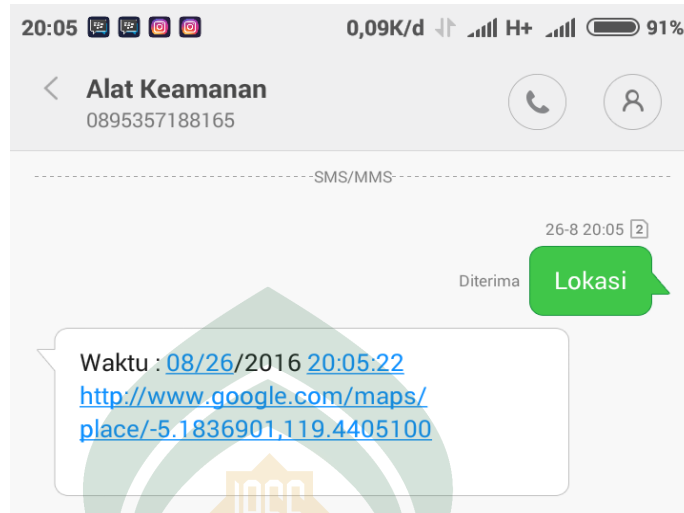 20:05 0,09K/d H+ 91%
Alat Keamanan
0895357188165
SMS/MMS
26-8 20:05 2
Diterima Lokasi
Waktu : 08/26/2016 20:05:22
http://www.google.com/maps/
place/-5.1836901,119.4405100